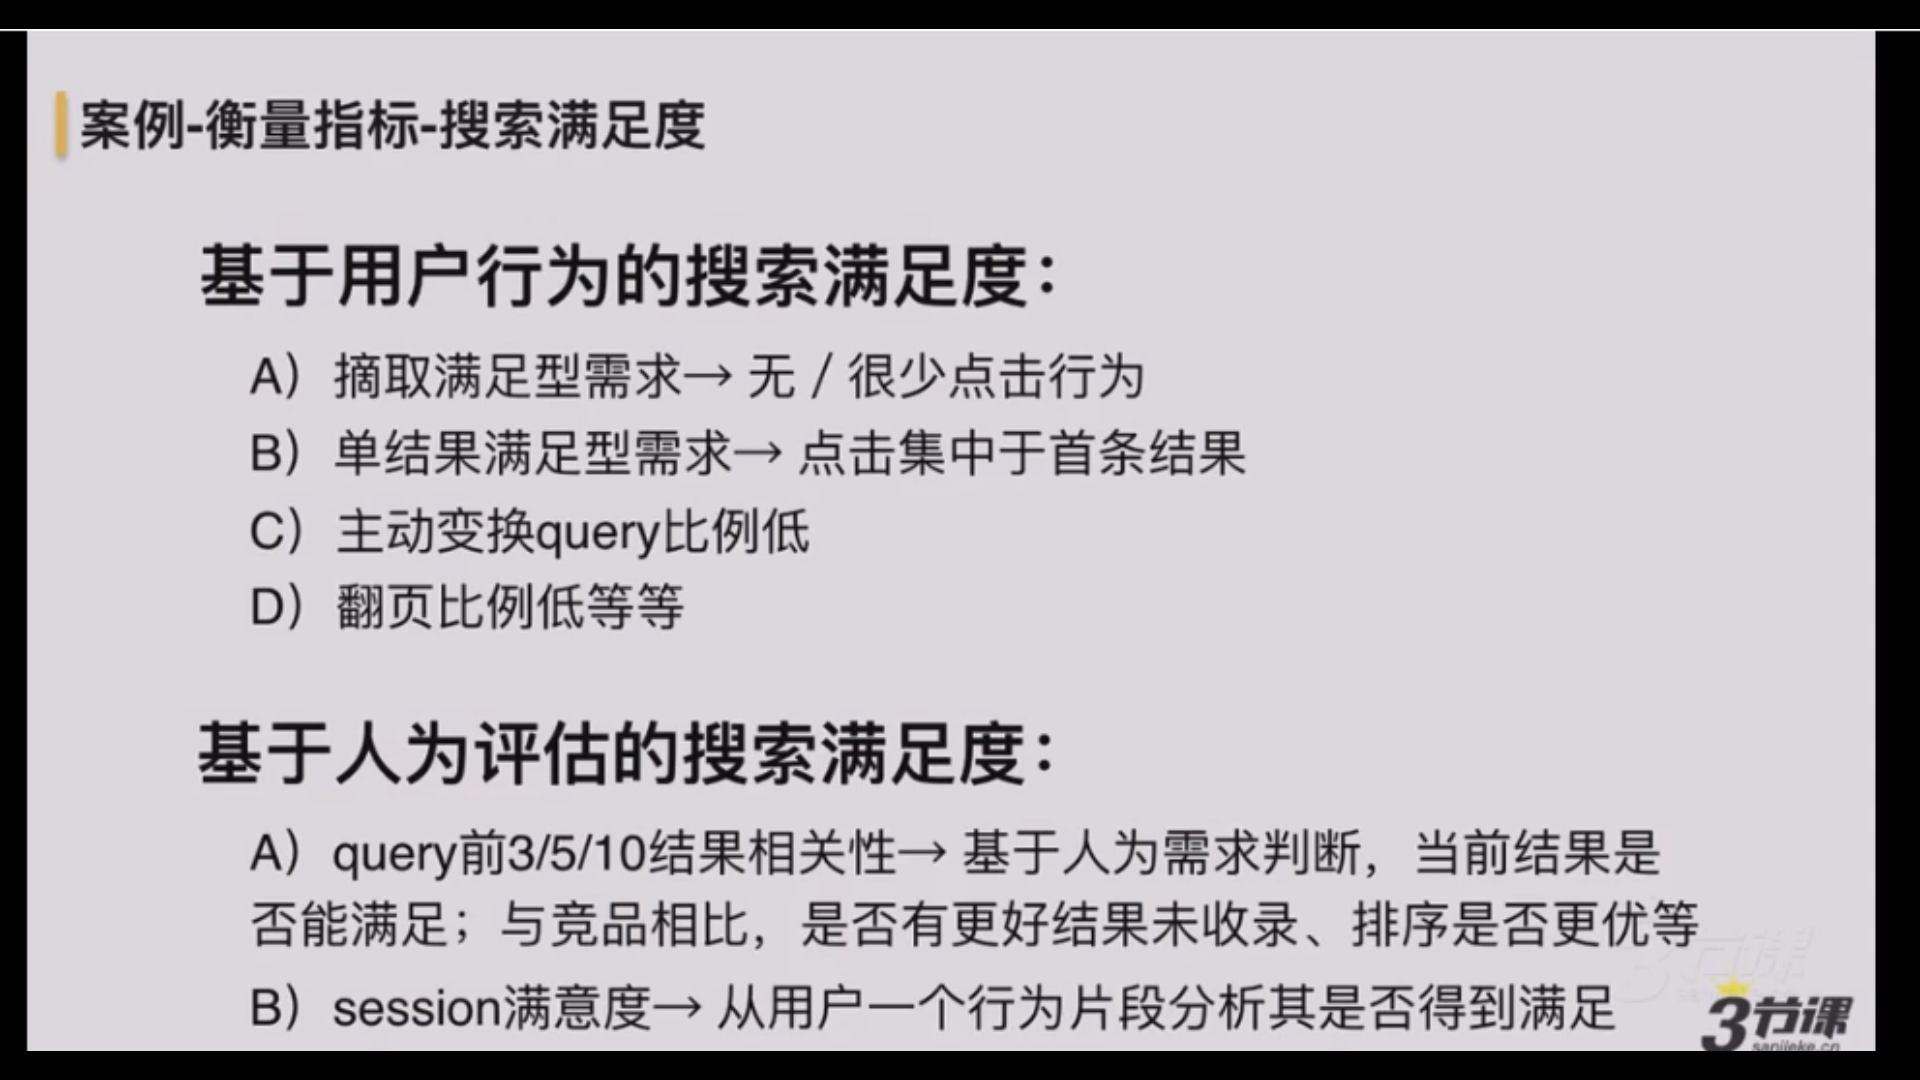 案例-衡量指标-搜索满足度
基于用户行为的搜索满足度：
A）摘取满足型需求→ 无 / 很少点击行为
B）单结果满足型需求→ 点击集中于首条结果
C）主动变换query比例低
D）翻页比例低等等
基于人为评估的搜索满足度：
A）query前3/5/10结果相关性→ 基于人为需求判断，当前结果是
否能满足；与竞品相比，是否有更好结果未收录、排序是否更优等
B）session满意度→ 从用户一个行为片段分析其是否得到满足
3节课
3节课
sanjieke.cn